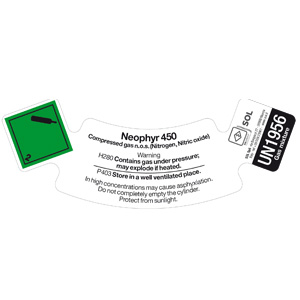 2
Neophyr 450
Compressed gas n.o.s. (Nitrogen, Nitric oxide)
Warning
H280 Contains gas under pressure;
may explode if heated.
P403 Store in a well ventilated place.
In high concentrations may cause asphyxiation.
Do not completely empty the cylinder.
Protect from sunlight.
SOL
UN1956
Gas mixture